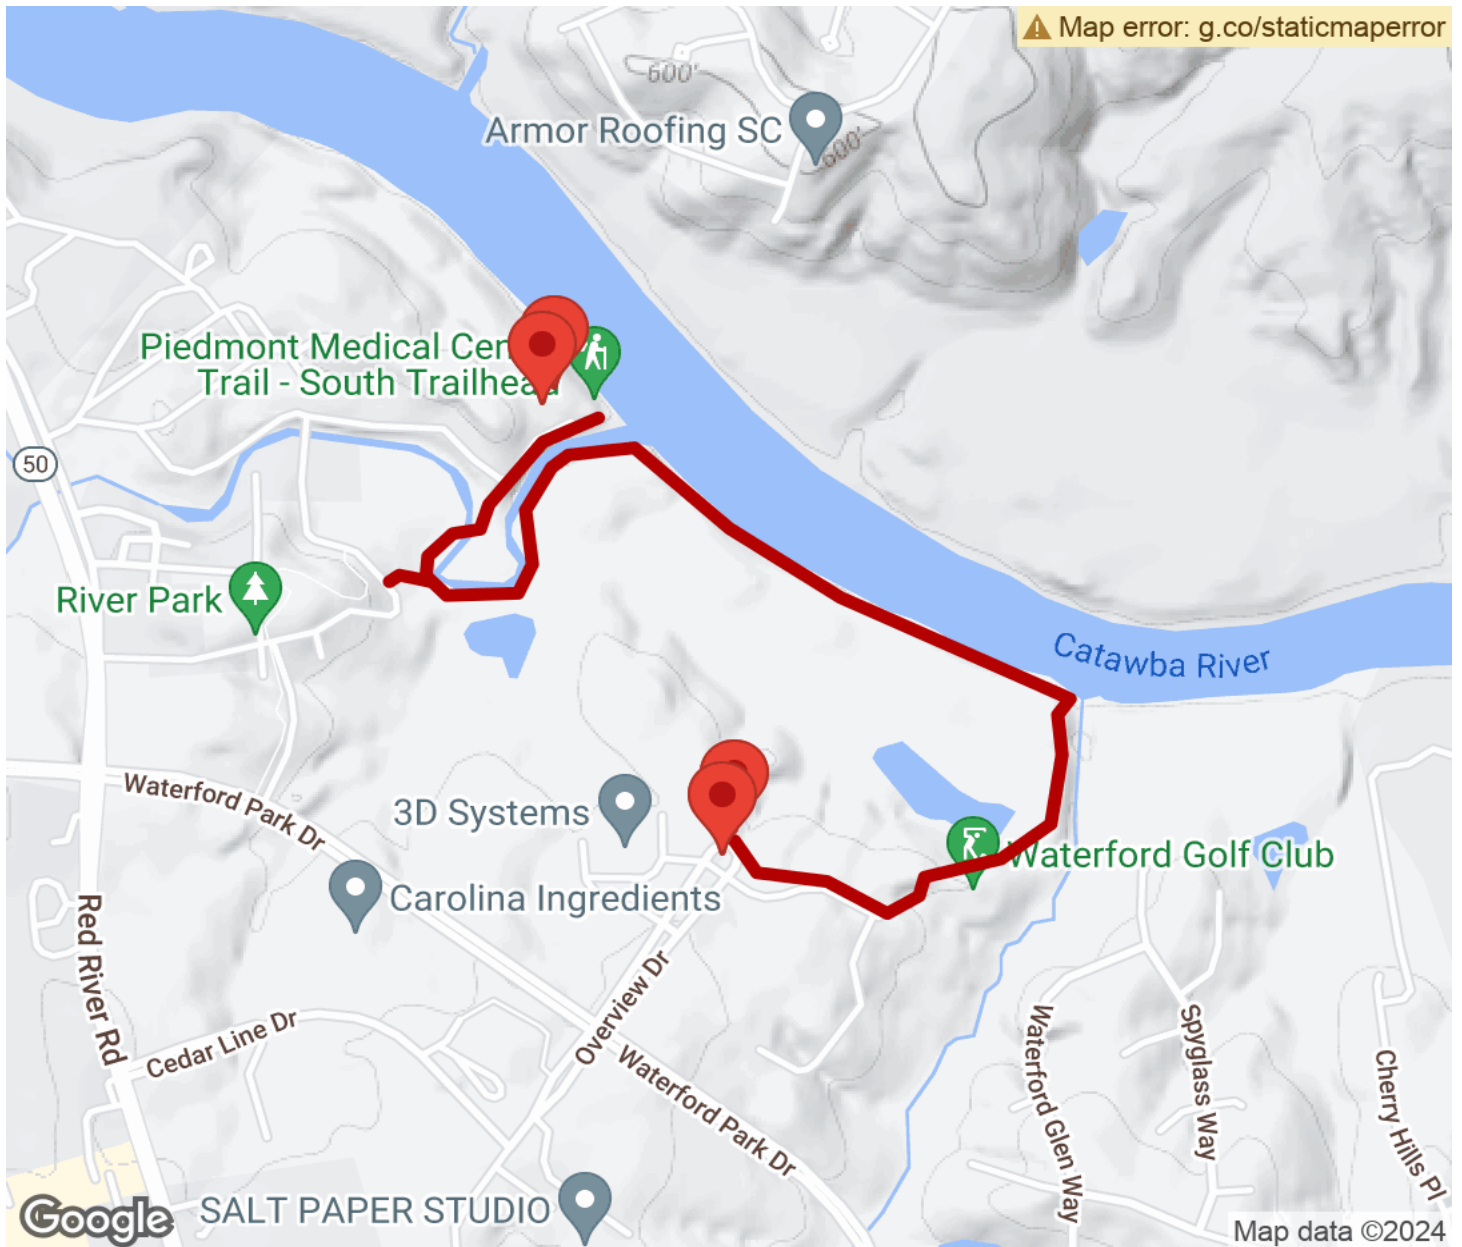 Map error: g.co/staticmaperror
600'
Armor Roofing SC
600'
Piedmont Medical Cen
Trail - South Trailhead
50
River Park
Catawba River
Waterford Park Dr
3D Systems
Waterford Golf Club
Carolina Ingredients
Red River Rd
Overview Dr
Cedar Line Dr
Waterford Park Dr
Waterford Glen Way
Spyglass Way
Cherry Hills Pl
SALT PAPER STUDIO
Google
Map data ©2024